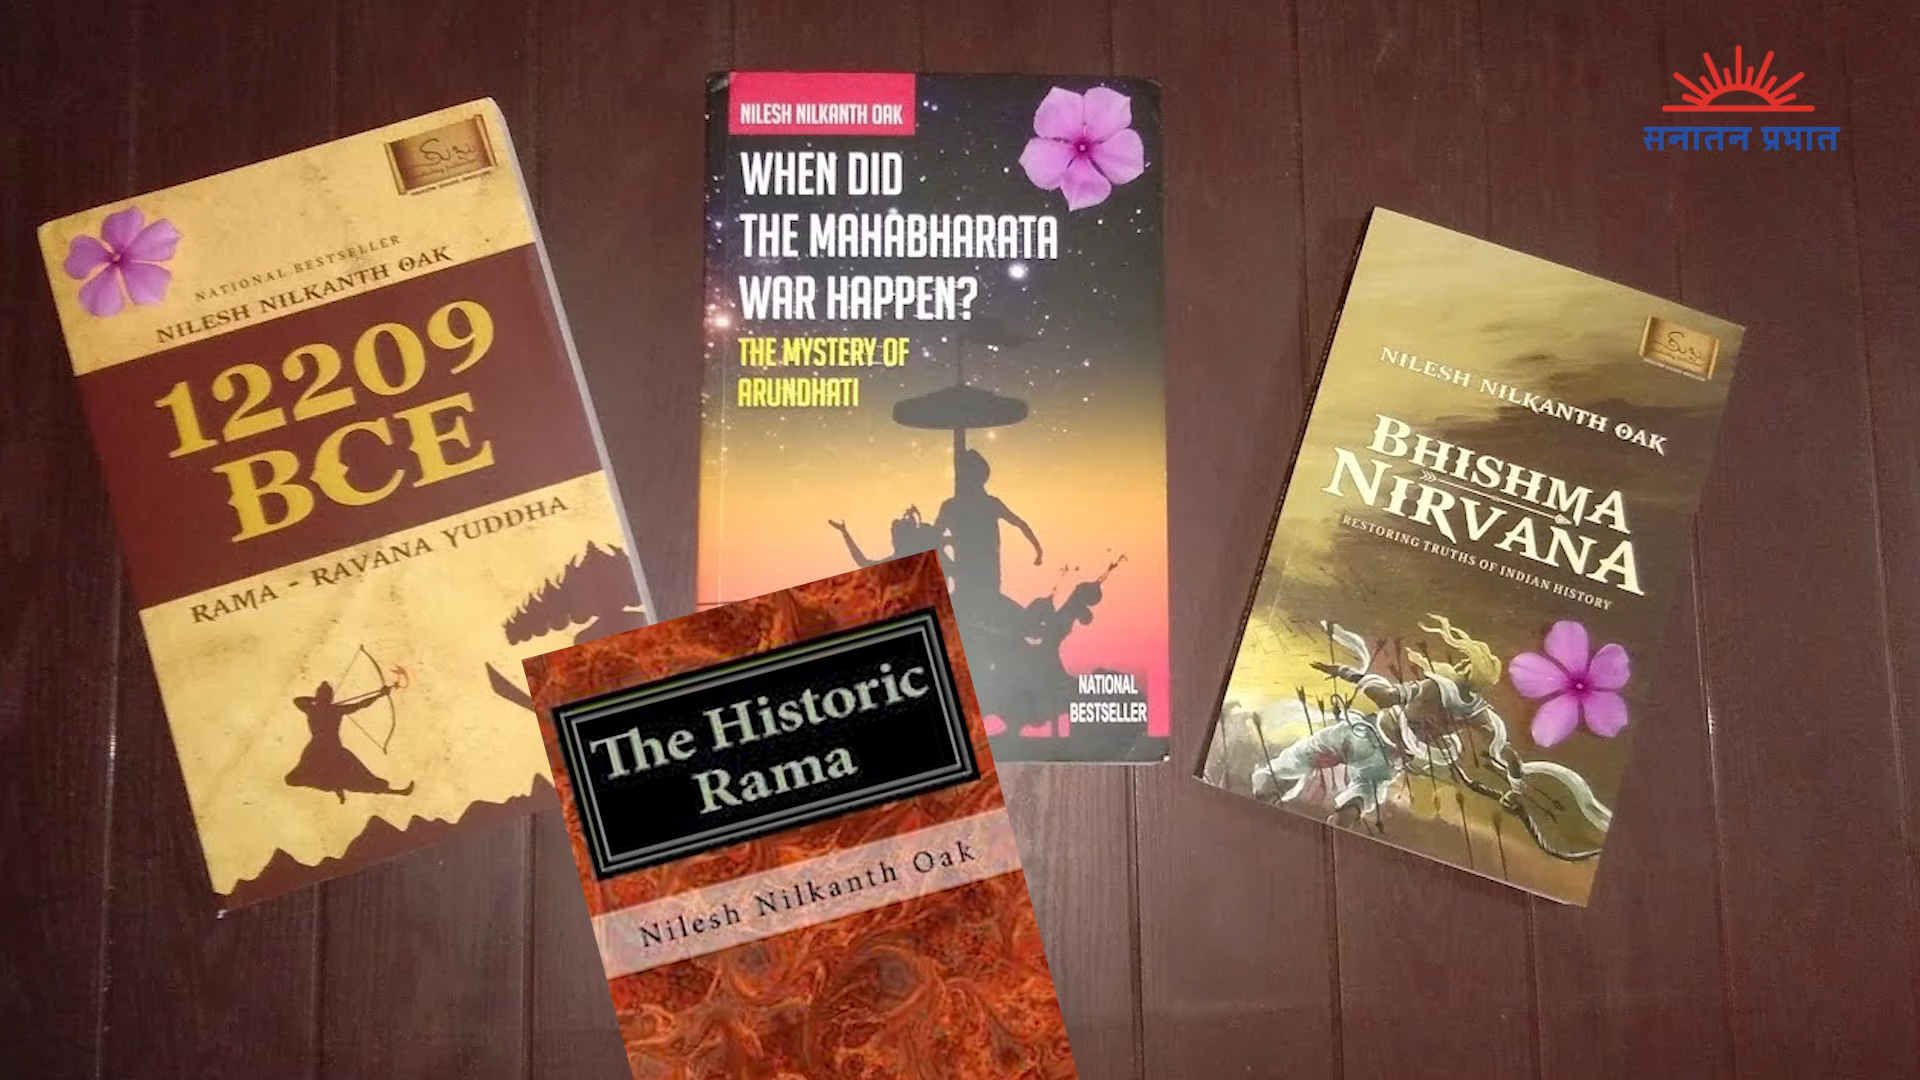 NATIONAL BESTSELLER
NILESH NILKANTH OAK
12209
BCE
RAMA - RAVANA YUDDHA
NILESH NILKANTH OAK
WHEN DID
THE MAHABHARATA
WAR HAPPEN?
THE MYSTERY OF
ARUNDHATI
NATIONAL
BESTSELLER
The Historic
Rama
Nilesh Nilkanth Oak
NILESH NILKANTH OAK
BHISHMA
NIRVANA
RESTORING TRUTHS OF INDIAN HISTORY
सनातन प्रभात